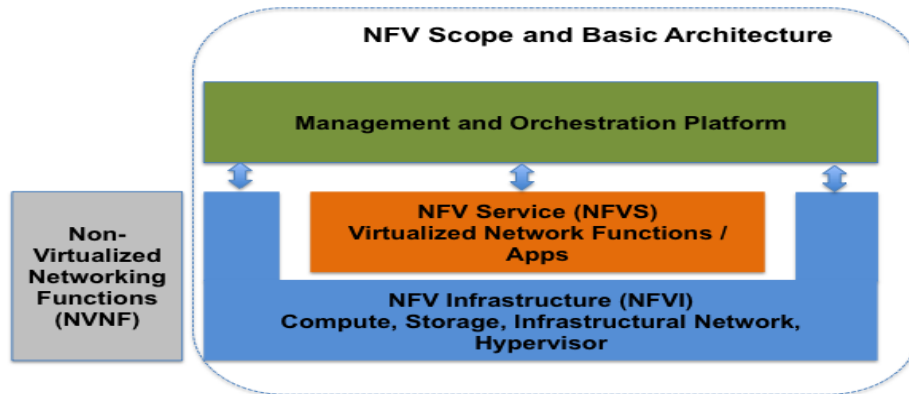 NFV Scope and Basic Architecture
Management and Orchestration Platform
Non-
Virtualized
Networking
Functions
(NVNF)
NFV Service (NFVS)
Virtualized Network Functions /
Apps
NFV Infrastructure (NFVI)
Compute, Storage, Infrastructural Network,
Hypervisor